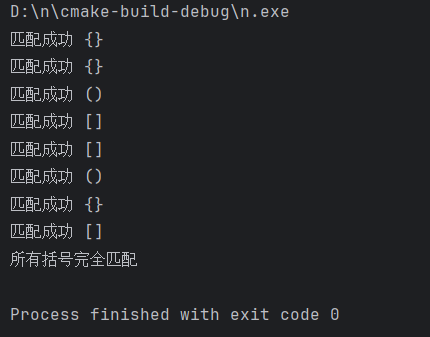 D:\n\cmake-build-debug\n.exe
匹配成功 {}
匹配成功 {}
匹配成功 ()
匹配成功 []
匹配成功 []
匹配成功 ()
匹配成功 {}
匹配成功 []
所有括号完全匹配
Process finished with exit code 0